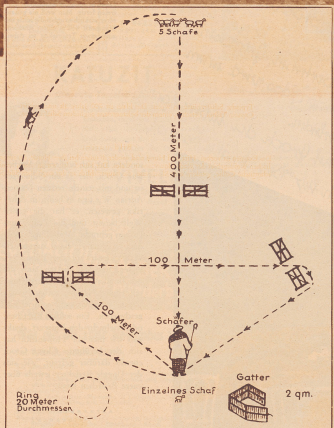 5 Schafe
400 Meter
100 Meter
100 Meter
Schäfer
Einzelnes Schaf
Ring
20 Meter
Durchmesser
Gatter
2 qm.